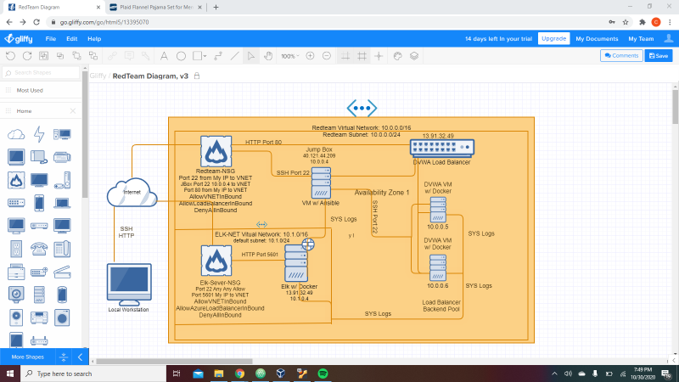 RedTeam Diagram
Plaid Flannel Pajama Set for Me
go.gliffy.com/go/html5/13395070
gliffy
File
Edit
Help
14 days left in your trial
Upgrade
My Documents
My Team
100%
Comments
Save
Search Shapes
Gliffy / RedTeam Diagram, v3
Most Used
Home
Redteam Virtual Network: 10.0.0.0/16
Redteam Subnet: 10.0.0.0/24
13.91.32.49
HTTP Port 80
Jump Box
40.121.44.209
10.0.0.4
DVWA Load Balancer
Redteam-NSG
Port 22 from My IP to VNET
JBox Port 22 10.0.0.4 to VNET
Port 80 from My IP to VNET
AllowVNETInBound
AllowLoadBalancerInBound
DenyAllInBound
SSH Port 22
VM w/ Ansible
Availability Zone 1
DVWA VM
w/ Docker
Internet
SSH Port 22
SYS Logs
10.0.0.5
SSH
HTTP
ELK-NET Vitual Network: 10.1.0/16
default subnet: 10.1.0/24
y l
SYS Logs
DVWA VM
w/ Docker
HTTP Port 5601
Elk-Sever-NSG
Port 22 Any Any Allow
Port 5601 My IP to VNET
AllowVNETInBound
AllowAzureLoadBalancerInBound
DenyAllInBound
Elk w/ Docker
13.91.32.49
10.1.0.4
10.0.0.6
SYS Logs
Local Workstation
Load Balancer
Backend Pool
SYS Logs
More Shapes
Type here to search
7:49 PM
10/30/2020